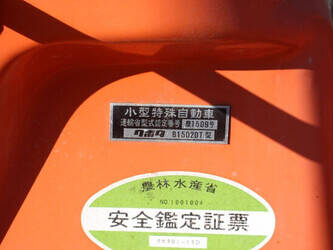 小型特殊自動車
運輸省型式認定番号 農1509号
クボタ B1502DT型
農林水産省
NO.1001004
安全鑑定証票